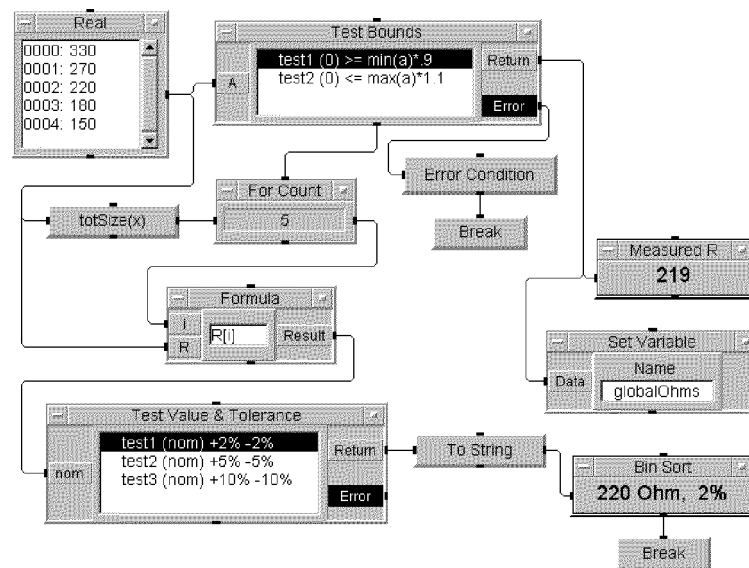 Real
0000: 330
0001: 270
0002: 220
0003: 180
0004: 150
Test Bounds
A
test1 (0) >= min(a)*.9
test2 (0) <= max(a)*1.1
Return
Error
Error Condition
Break
totSize(x)
For Count
5
Measured R
219
Formula
I
R
R[i]
Result
Set Variable
Data
Name
globalOhms
Test Value & Tolerance
nom
test1 (nom) +2% -2%
test2 (nom) +5% -5%
test3 (nom) +10% -10%
Return
Error
To String
Bin Sort
220 Ohm, 2%
Break